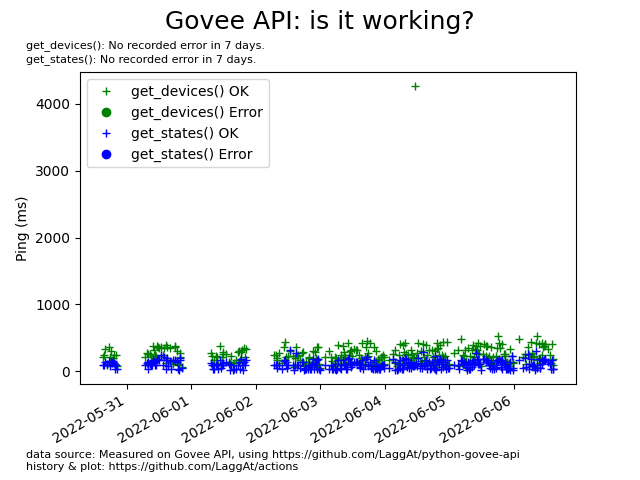 Govee API: is it working?
get_devices(): No recorded error in 7 days.
get_states(): No recorded error in 7 days.
get_devices() OK
get_devices() Error
get_states() OK
get_states() Error
4000
3000
2000
1000
0
Ping (ms)
2022-05-31
2022-06-01
2022-06-02
2022-06-03
2022-06-04
2022-06-05
2022-06-06
data source: Measured on Govee API, using https://github.com/LaggAt/python-govee-api
history & plot: https://github.com/LaggAt/actions